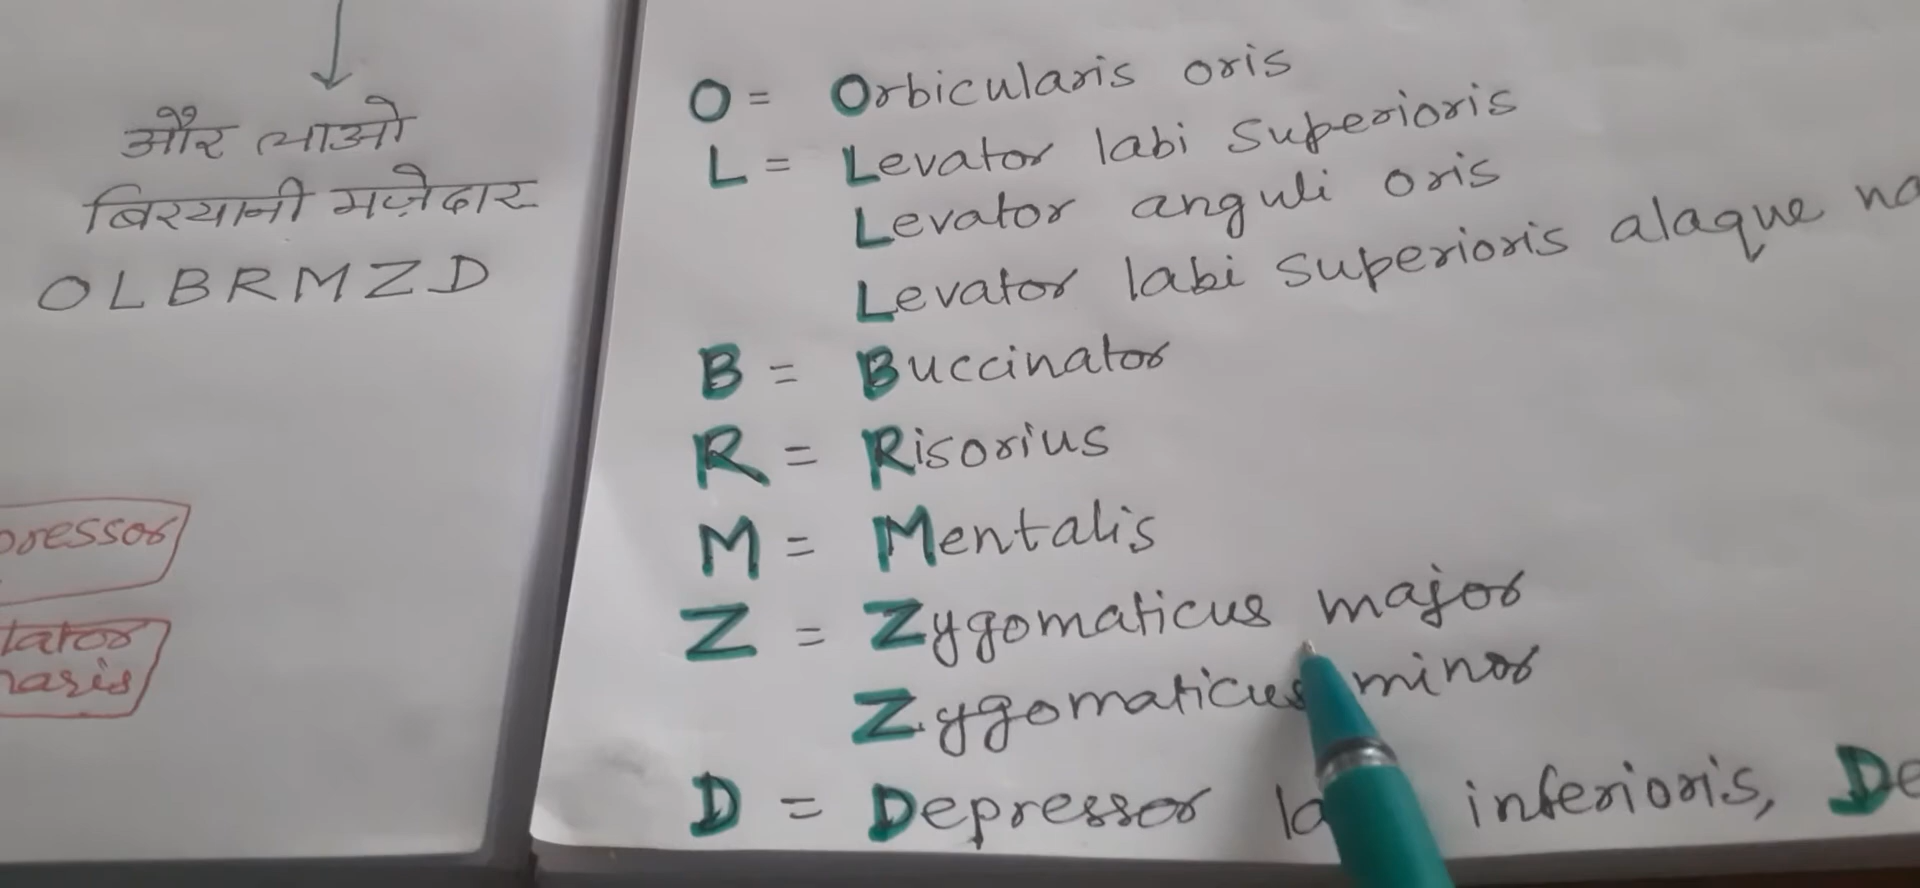 और लाओ
बिरयानी मज़ेदार
OLBRMZD
O = Orbicularis oris
L = Levator labi superioris
Levator anguli oris
Levator labi superioris alaque
B = Buccinator
R = Risorius
M = Mentalis
Z = Zygomaticus major
Zygomaticus minor
D = Depressor inferioris,